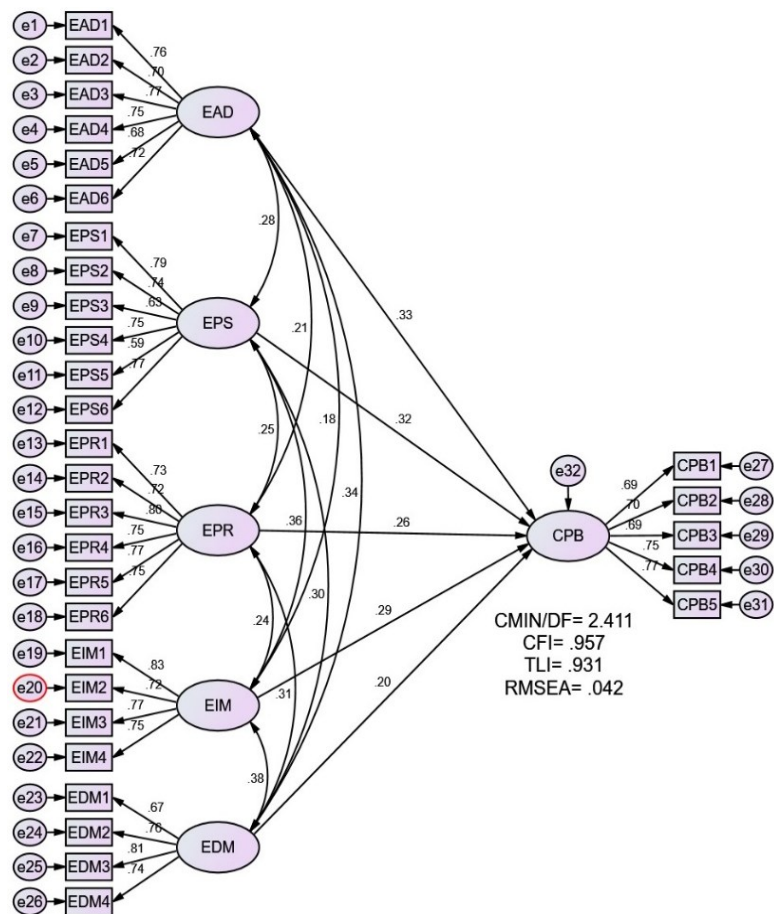 e1 EAD1
e2 EAD2
e3 EAD3
e4 EAD4
e5 EAD5
e6 EAD6
.76
.70
.77
.75
.68
.72
EAD
e7 EPS1
e8 EPS2
e9 EPS3
e10 EPS4
e11 EPS5
e12 EPS6
.79
.74
.63
.75
.59
.77
EPS
e13 EPR1
e14 EPR2
e15 EPR3
e16 EPR4
e17 EPR5
e18 EPR6
.73
.72
.80
.75
.77
.75
EPR
e19 EIM1
e20 EIM2
e21 EIM3
e22 EIM4
.83
.72
.77
.75
EIM
e23 EDM1
e24 EDM2
e25 EDM3
e26 EDM4
.67
.76
.81
.74
EDM
.28
.21
.18
.34
.25
.36
.30
.24
.31
.38
.33
.32
.26
.29
.20
e32
CPB
.69
.70
.69
.75
.77
CPB1 e27
CPB2 e28
CPB3 e29
CPB4 e30
CPB5 e31
CMIN/DF= 2.411
CFI= .957
TLI= .931
RMSEA= .042